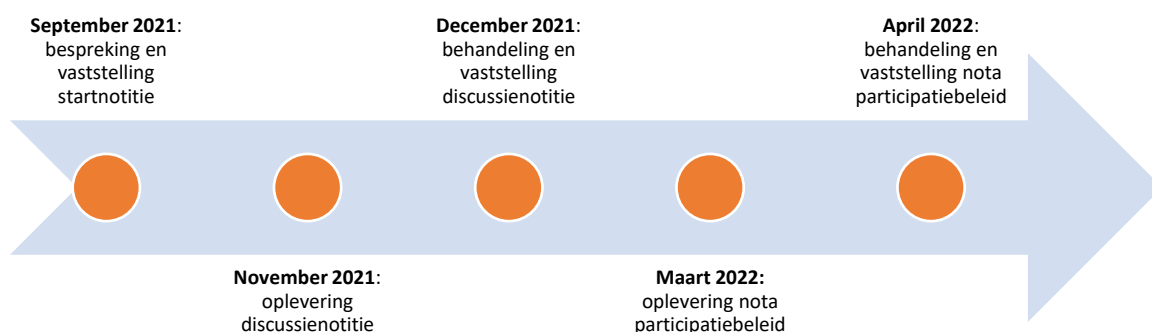 September 2021:
bespreking en
vaststelling
startnotitie
November 2021:
oplevering
discussienotitie
December 2021:
behandeling en
vaststelling
discussienotitie
Maart 2022:
oplevering nota
participatiebeleid
April 2022:
behandeling en
vaststelling nota
participatiebeleid